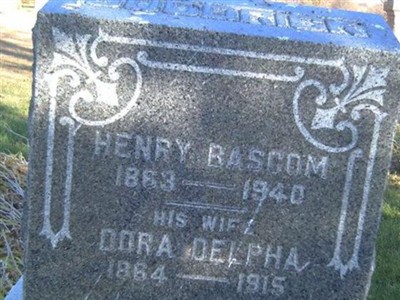 HENRY BASCOM
1863 — 1940
HIS WIFE
DORA DELPHA
1864 — 1915